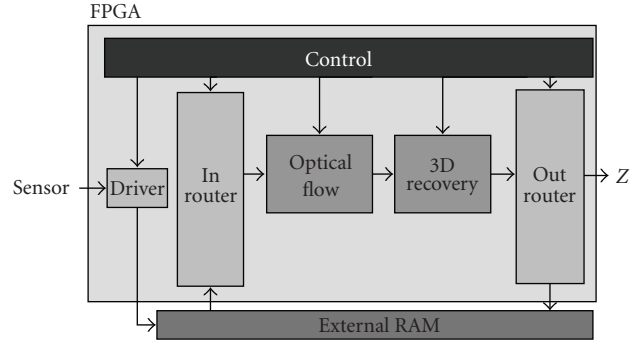 FPGA
Control
Sensor
Driver
In
router
Optical
flow
3D
recovery
Out
router
Z
External RAM